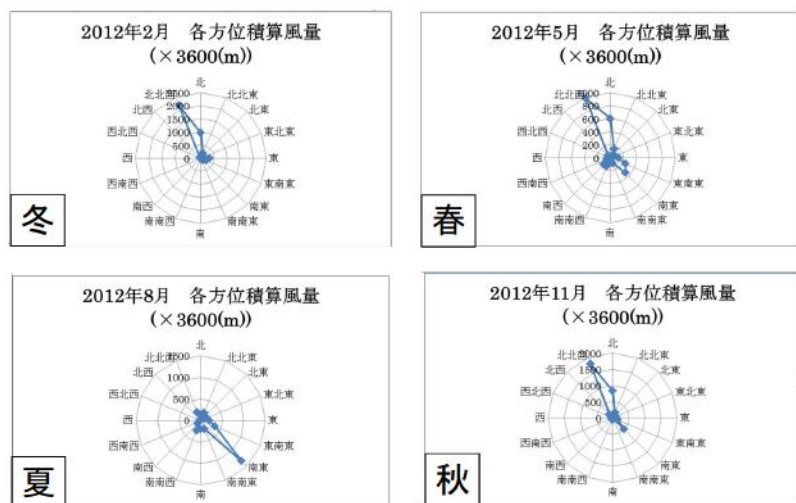 2012年2月 各方位積算風量
(×3600(m))
北
北北西
北北東
北西
北東
西北西
東北東
西
東
西南西
東南東
南西
南東
南南西
南南東
南
2500
2000
1500
1000
500
0
冬
2012年5月 各方位積算風量
(×3600(m))
北
北北西
北北東
北西
北東
西北西
東北東
西
東
西南西
東南東
南西
南東
南南西
南南東
南
1000
800
600
400
200
0
春
2012年8月 各方位積算風量
(×3600(m))
北
北北西
北北東
北西
北東
西北西
東北東
西
東
西南西
東南東
南西
南東
南南西
南南東
南
1500
1000
500
0
夏
2012年11月 各方位積算風量
(×3600(m))
北
北北西
北北東
北西
北東
西北西
東北東
西
東
西南西
東南東
南西
南東
南南西
南南東
南
2000
1500
1000
500
0
秋